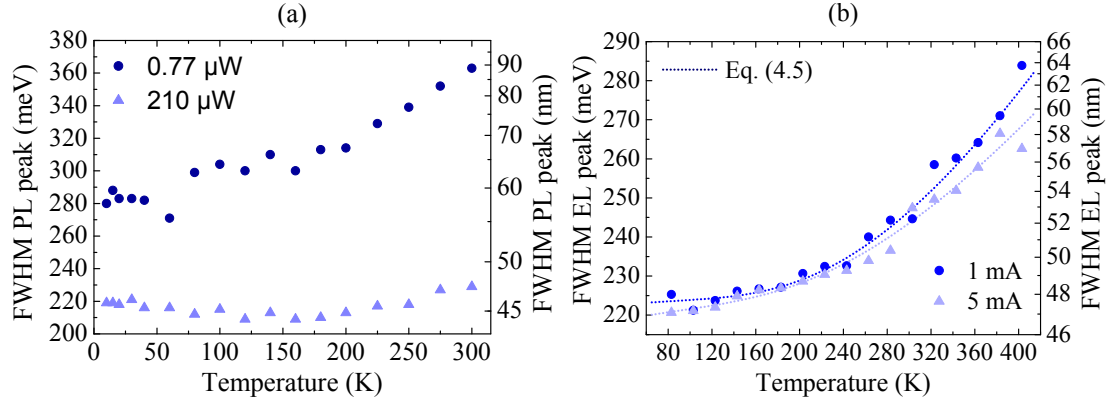 (a)
FWHM PL peak (meV)
380
360
340
320
300
280
260
240
220
200
0.77 µW
210 µW
0 50 100 150 200 250 300
Temperature (K)
90
80
70
60
50
45
FWHM PL peak (nm)
(b)
FWHM EL peak (meV)
290
280
270
260
250
240
230
220
Eq. (4.5)
1 mA
5 mA
80 120 160 200 240 280 320 360 400
Temperature (K)
66
64
62
60
58
56
54
52
50
48
46
FWHM EL peak (nm)